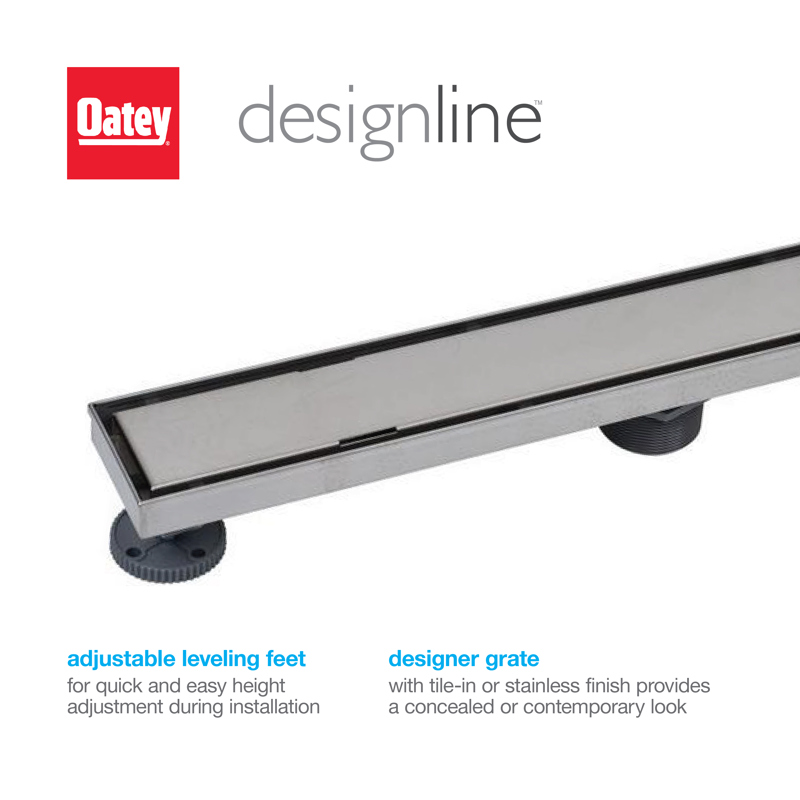 Oatey®
designline™
adjustable leveling feet
for quick and easy height
adjustment during installation
designer grate
with tile-in or stainless finish provides
a concealed or contemporary look